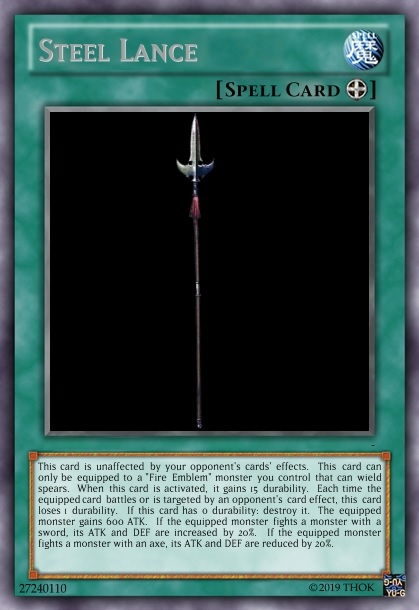 Steel Lance
魔
[Spell Card ]
-
This card is unaffected by your opponent's cards' effects. This card can
only be equipped to a "Fire Emblem" monster you control that can wield
spears. When this card is activated, it gains 15 durability. Each time the
equipped card battles or is targeted by an opponent's card effect, this card
loses 1 durability. If this card has 0 durability: destroy it. The equipped
monster gains 600 ATK. If the equipped monster fights a monster with a
sword, its ATK and DEF are increased by 20%. If the equipped monster
fights a monster with an axe, its ATK and DEF are reduced by 20%.
27240110
©2019 THOK
YU-G